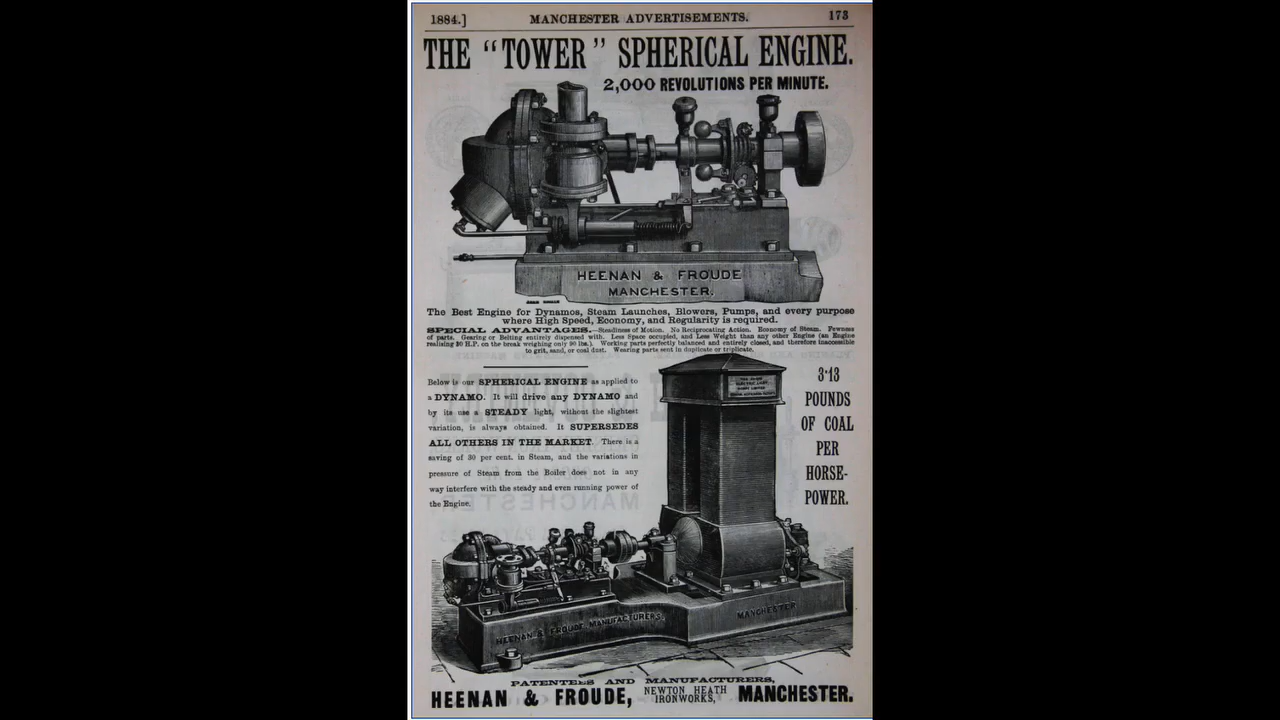 1884.] MANCHESTER ADVERTISEMENTS. 173
THE "TOWER" SPHERICAL ENGINE.
2,000 REVOLUTIONS PER MINUTE.
HEENAN & FROUDE
MANCHESTER.
The Best Engine for Dynamos, Steam Launches, Blowers, Pumps, and every purpose
where High Speed, Economy, and Regularity is required.
SPECIAL ADVANTAGES.—Steadiness of Motion. No Reciprocating Action. Economy of Steam. Fewness
of parts. Gearing or Belting entirely dispensed with. Less Space occupied, and Less Weight than any other Engine (an Engine
realising 30 H.P. on the break weighing only 90 lbs.). Working parts perfectly balanced and entirely closed, and therefore inaccessible
to grit, sand, or coal dust. Wearing parts sent in duplicate or triplicate.
Below is our SPHERICAL ENGINE as applied to
a DYNAMO. It will drive any DYNAMO and
by its use a STEADY light, without the slightest
variation, is always obtained. It SUPERSEDES
ALL OTHERS IN THE MARKET. There is a
saving of 30 per cent. in Steam, and the variations in
pressure of Steam from the Boiler does not in any
way interfere with the steady and even running power of
the Engine.
3·13
POUNDS
OF COAL
PER
HORSE-
POWER.
HEENAN & FROUDE MANUFACTURERS.
MANCHESTER
PATENTEES AND MANUFACTURERS,
HEENAN & FROUDE, NEWTON HEATH IRONWORKS, MANCHESTER.